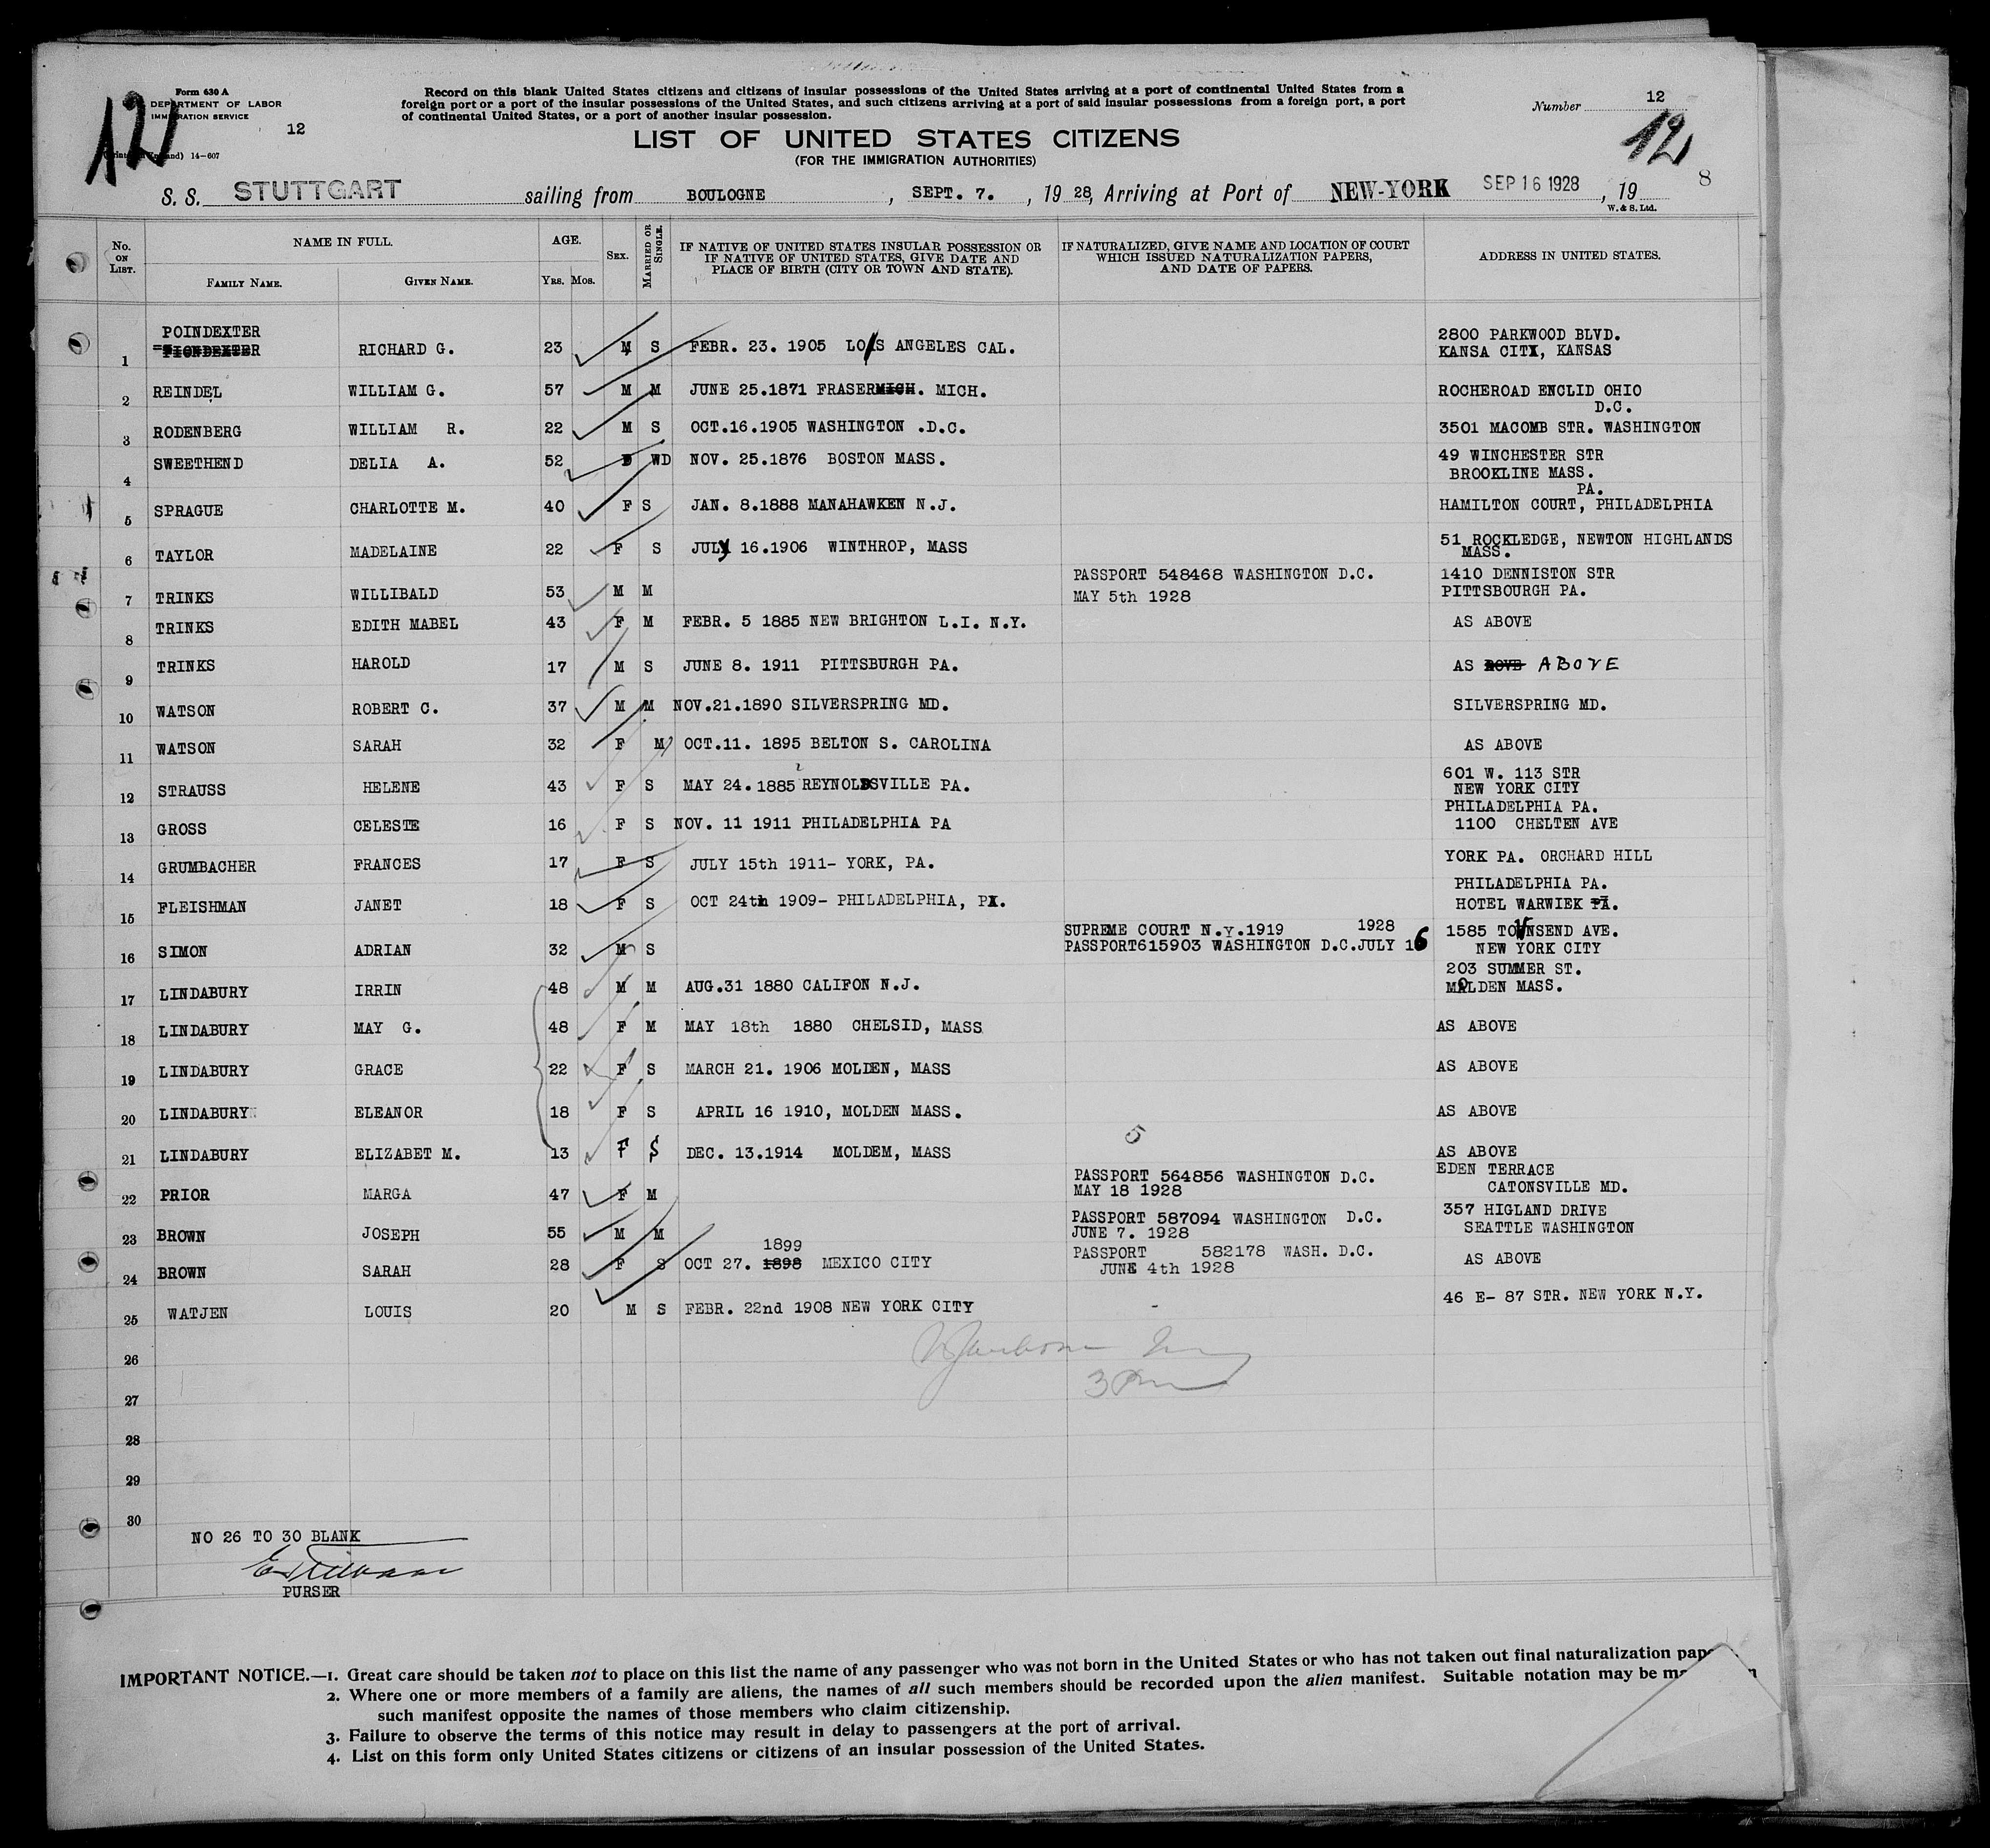 Form 630 A
DEPARTMENT OF LABOR
IMMIGRATION SERVICE
12
12
14—607
Record on this blank United States citizens and citizens of insular possessions of the United States arriving at a port of continental United States from a
foreign port or a port of the insular possessions of the United States, and such citizens arriving at a port of said insular possessions from a foreign port, a port
of continental United States, or a port of another insular possession.
Number 12
12
LIST OF UNITED STATES CITIZENS
(FOR THE IMMIGRATION AUTHORITIES)
S. S. STUTTGART sailing from BOULOGNE , SEPT. 7. , 19 28, Arriving at Port of NEW-YORK SEP 16 1928 , 19 8
W. & S. Ltd.
No. ON LIST. NAME IN FULL. AGE. SEX. MARRIED OR SINGLE. IF NATIVE OF UNITED STATES INSULAR POSSESSION OR IF NATIVE OF UNITED STATES, GIVE DATE AND PLACE OF BIRTH (CITY OR TOWN AND STATE). IF NATURALIZED, GIVE NAME AND LOCATION OF COURT WHICH ISSUED NATURALIZATION PAPERS, AND DATE OF PAPERS. ADDRESS IN UNITED STATES.
FAMILY NAME. GIVEN NAME. YRS. MOS.
POINDEXTER 2800 PARKWOOD BLVD.
1 RICHARD G. 23 M S FEBR. 23. 1905 LOS ANGELES CAL. KANSA CITY, KANSAS
2 REINDEL WILLIAM G. 57 M M JUNE 25.1871 FRASER MICH. MICH. ROCHEROAD ENCLID OHIO
D.C.
3 RODENBERG WILLIAM R. 22 M S OCT.16.1905 WASHINGTON .D.C. 3501 MACOMB STR. WASHINGTON
4 SWEETHEND DELIA A. 52 WD NOV. 25.1876 BOSTON MASS. 49 WINCHESTER STR
BROOKLINE MASS.
PA.
5 SPRAGUE CHARLOTTE M. 40 F S JAN. 8.1888 MANAHAWKEN N.J. HAMILTON COURT, PHILADELPHIA
6 TAYLOR MADELAINE 22 F S JULY 16.1906 WINTHROP, MASS 51 ROCKLEDGE, NEWTON HIGHLANDS
MASS.
PASSPORT 548468 WASHINGTON D.C. 1410 DENNISTON STR
7 TRINKS WILLIBALD 53 M M MAY 5th 1928 PITTSBOURGH PA.
8 TRINKS EDITH MABEL 43 F M FEBR. 5 1885 NEW BRIGHTON L.I. N.Y. AS ABOVE
9 TRINKS HAROLD 17 M S JUNE 8. 1911 PITTSBURGH PA. AS BOVE ABOVE
10 WATSON ROBERT C. 37 M M NOV.21.1890 SILVERSPRING MD. SILVERSPRING MD.
11 WATSON SARAH 32 F M OCT.11. 1895 BELTON S. CAROLINA AS ABOVE
601 W. 113 STR
12 STRAUSS HELENE 43 F S MAY 24.1885 REYNOLDSVILLE PA. NEW YORK CITY
PHILADELPHIA PA.
13 GROSS CELESTE 16 F S NOV. 11 1911 PHILADELPHIA PA 1100 CHELTEN AVE
14 GRUMBACHER FRANCES 17 F S JULY 15th 1911- YORK, PA. YORK PA. ORCHARD HILL
PHILADELPHIA PA.
15 FLEISHMAN JANET 18 F S OCT 24th 1909- PHILADELPHIA, PA. HOTEL WARWIEK PA.
SUPREME COURT N.Y.1919 1928 1585 TOWNSEND AVE.
16 SIMON ADRIAN 32 M S PASSPORT615903 WASHINGTON D.C.JULY 16 NEW YORK CITY
203 SUMMER ST.
17 LINDABURY IRRIN 48 M M AUG.31 1880 CALIFON N.J. MOLDEN MASS.
18 LINDABURY MAY G. 48 F M MAY 18th 1880 CHELSID, MASS AS ABOVE
19 LINDABURY GRACE 22 F S MARCH 21. 1906 MOLDEN, MASS AS ABOVE
20 LINDABURY ELEANOR 18 F S APRIL 16 1910, MOLDEN MASS. AS ABOVE
5
21 LINDABURY ELIZABET M. 13 F S DEC. 13.1914 MOLDEM, MASS AS ABOVE
PASSPORT 564856 WASHINGTON D.C. EDEN TERRACE
22 PRIOR MARGA 47 F M MAY 18 1928 CATONSVILLE MD.
PASSPORT 587094 WASHINGTON D.C. 357 HIGLAND DRIVE
23 BROWN JOSEPH 55 M M JUNE 7. 1928 SEATTLE WASHINGTON
1899 PASSPORT 582178 WASH. D.C.
24 BROWN SARAH 28 F S OCT 27. 1898 MEXICO CITY JUNE 4th 1928 AS ABOVE
25 WATJEN LOUIS 20 M S FEBR. 22nd 1908 NEW YORK CITY 46 E- 87 STR. NEW YORK N.Y.
26
27
28
29
30
NO 26 TO 30 BLANK
PURSER
IMPORTANT NOTICE.—1. Great care should be taken not to place on this list the name of any passenger who was not born in the United States or who has not taken out final naturalization
2. Where one or more members of a family are aliens, the names of all such members should be recorded upon the alien manifest. Suitable notation may be
such manifest opposite the names of those members who claim citizenship.
3. Failure to observe the terms of this notice may result in delay to passengers at the port of arrival.
4. List on this form only United States citizens or citizens of an insular possession of the United States.